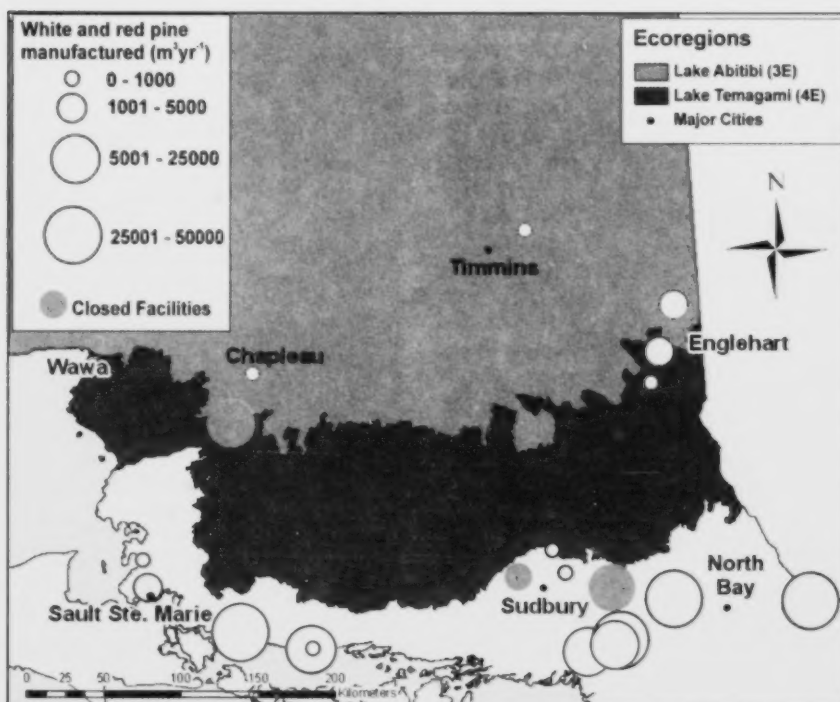 White and red pine
manufactured (m³yr⁻¹)
0 - 1000
1001 - 5000
5001 - 25000
25001 - 50000
Closed Facilities
Ecoregions
Lake Abitibi (3E)
Lake Temagami (4E)
Major Cities
N
Timmins
Englehart
Chapleau
Wawa
North
Bay
Sudbury
Sault Ste. Marie
0 25 50 100 150 200
Kilometers